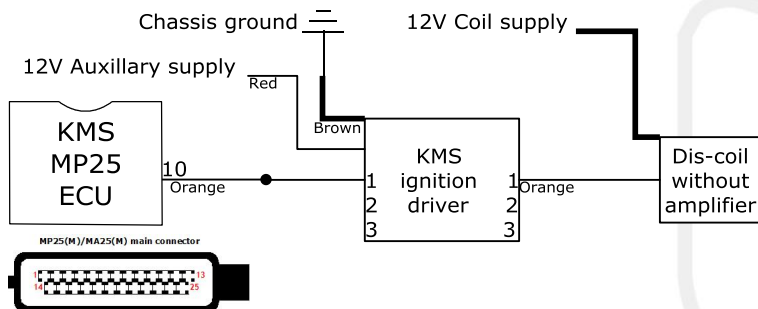 Chassis ground
12V Coil supply
12V Auxillary supply
Red
Brown
KMS
MP25
ECU
10
Orange
KMS
ignition
driver
1
2
3
1
2
3
Orange
Dis-coil
without
amplifier
MP25(M)/MA25(M) main connector
1
13
14
25